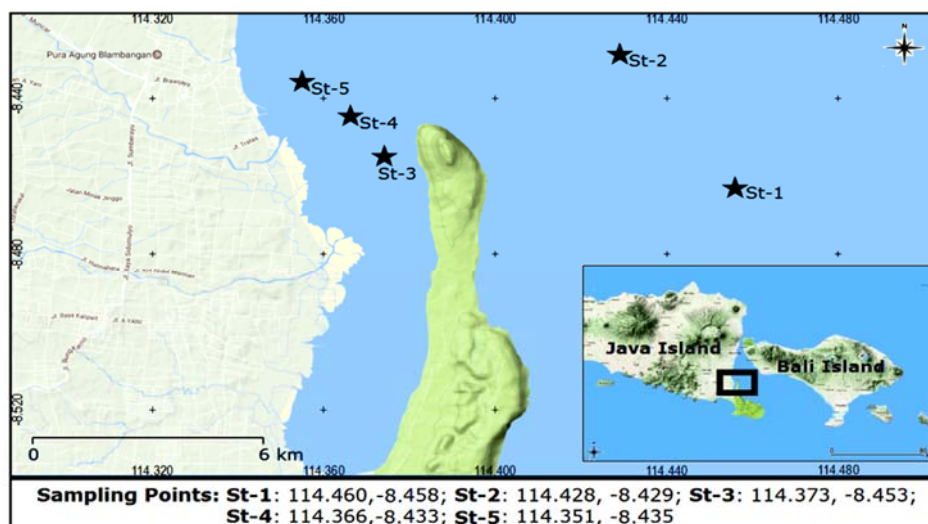 114.320 114.360 114.400 114.440 114.480
Pura Agung Blambangan
St-2
-8.440
St-5
St-4
St-3
St-1
-8.480
Java Island
Bali Island
-8.520
0 6 km
114.320 114.360 114.400 114.440 114.480
Sampling Points: St-1: 114.460,-8.458; St-2: 114.428, -8.429; St-3: 114.373, -8.453;
St-4: 114.366,-8.433; St-5: 114.351, -8.435